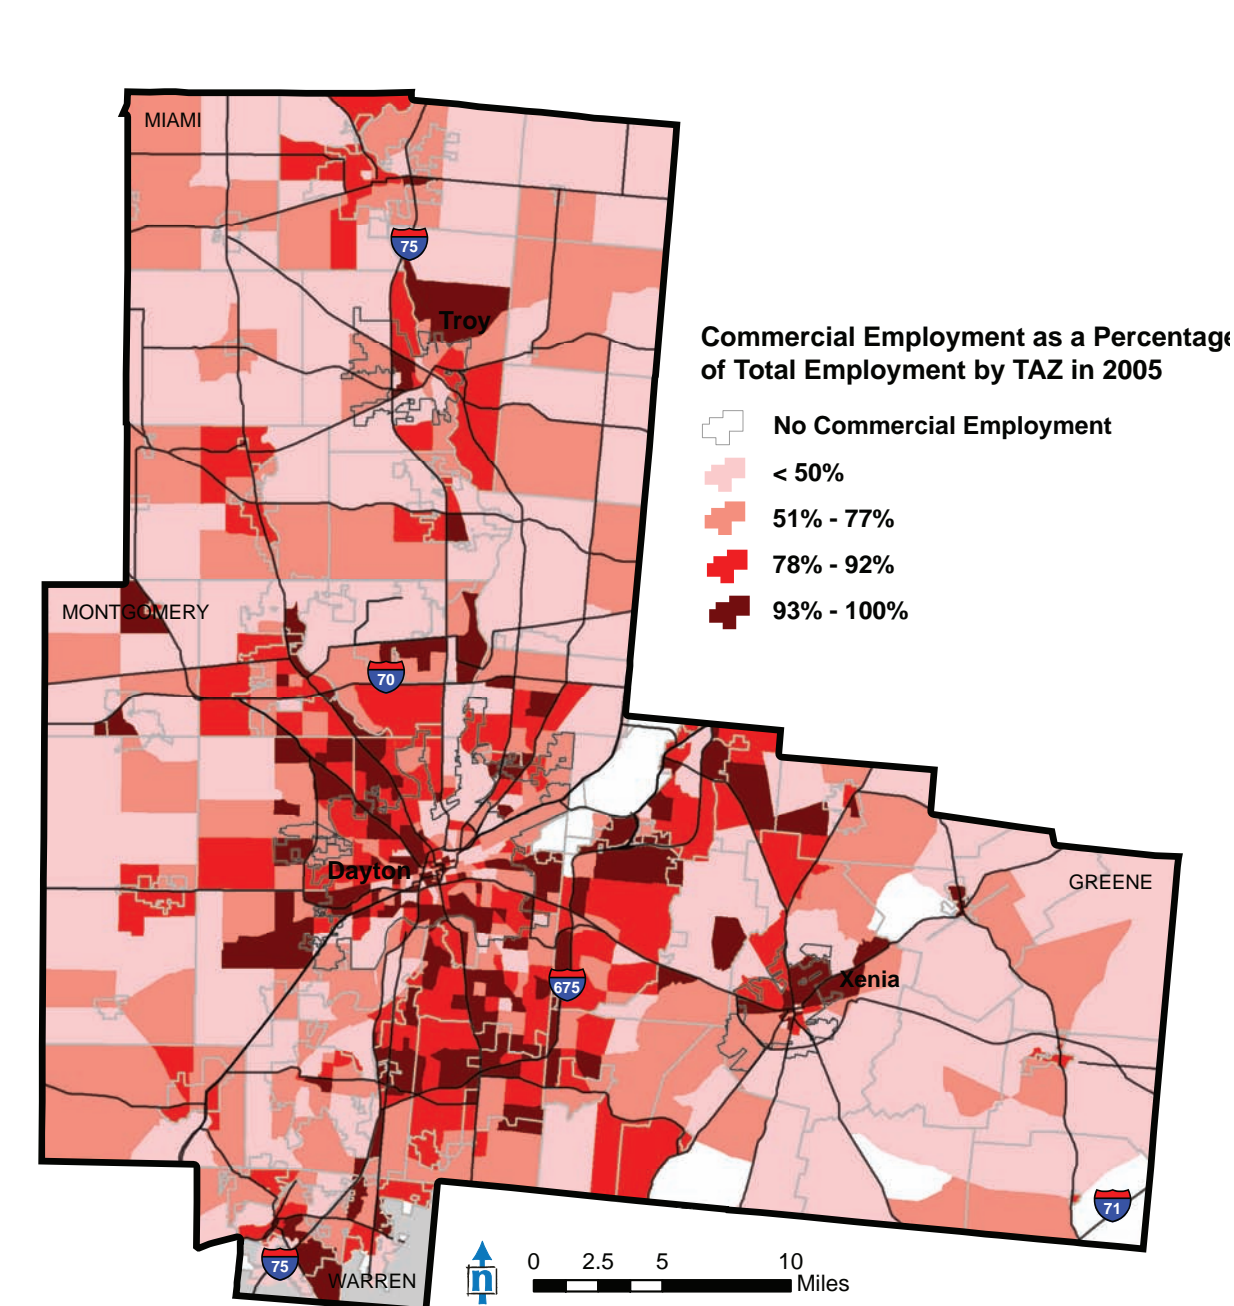 MIAMI
75
Troy
Commercial Employment as a Percentage
of Total Employment by TAZ in 2005
No Commercial Employment
< 50%
51% - 77%
78% - 92%
93% - 100%
MONTGOMERY
70
Dayton
GREENE
Xenia
675
71
75
WARREN
n
0 2.5 5 10
Miles